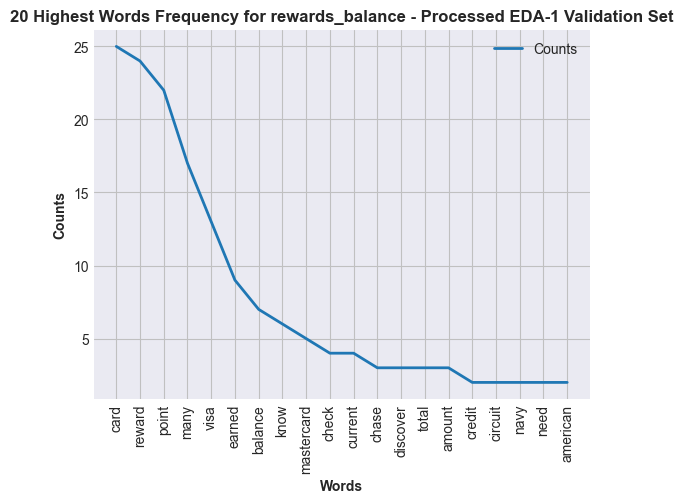 20 Highest Words Frequency for rewards_balance - Processed EDA-1 Validation Set
Counts
25
20
15
10
5
Counts
card
reward
point
many
visa
earned
balance
know
mastercard
check
current
chase
discover
total
amount
credit
circuit
navy
need
american
Words